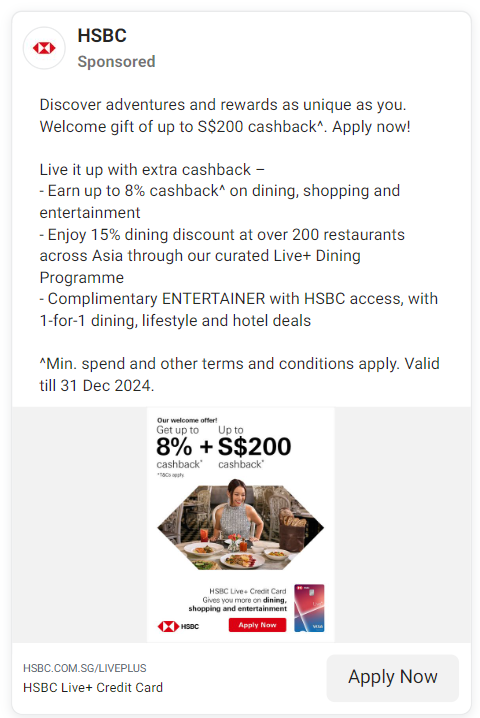 HSBC
Sponsored
Discover adventures and rewards as unique as you.
Welcome gift of up to S$200 cashback^. Apply now!
Live it up with extra cashback –
- Earn up to 8% cashback^ on dining, shopping and
entertainment
- Enjoy 15% dining discount at over 200 restaurants
across Asia through our curated Live+ Dining
Programme
- Complimentary ENTERTAINER with HSBC access, with
1-for-1 dining, lifestyle and hotel deals
^Min. spend and other terms and conditions apply. Valid
till 31 Dec 2024.
Our welcome offer!
Get up to Up to
8% + S$200
cashback* cashback*
*T&Cs apply
HSBC Live+ Credit Card
Gives you more on dining,
shopping and entertainment
HSBC
Apply Now
VISA
HSBC.COM.SG/LIVEPLUS
HSBC Live+ Credit Card
Apply Now